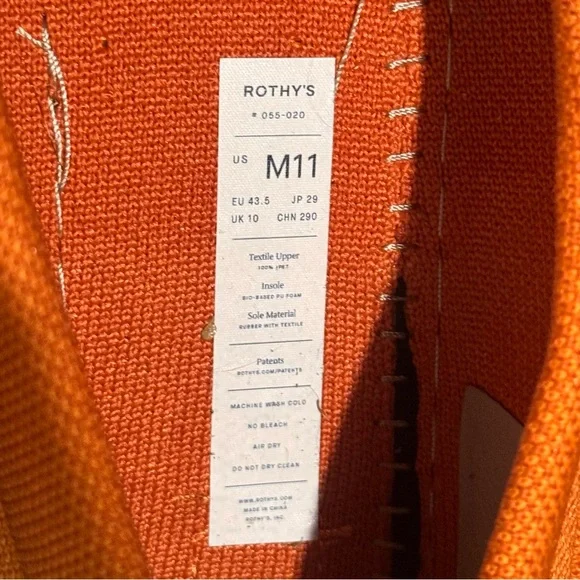 ROTHY'S
# 055-020
US M11
EU 43.5 JP 29
UK 10 CHN 290
Textile Upper
100% rPET
Insole
BIO-BASED PU FOAM
Sole Material
RUBBER WITH TEXTILE
Patents
ROTHYS.COM/PATENTS
MACHINE WASH COLD
NO BLEACH
AIR DRY
DO NOT DRY CLEAN
WWW.ROTHYS.COM
MADE IN CHINA
ROTHY'S, INC.